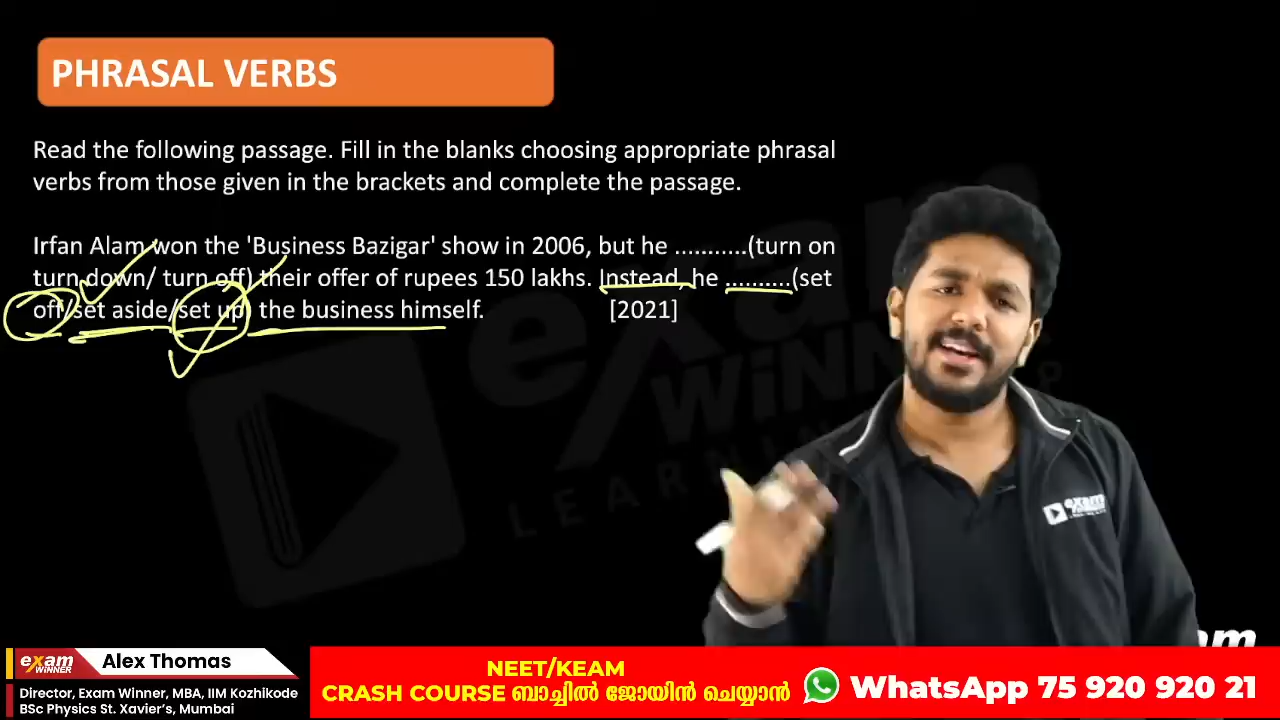 PHRASAL VERBS
Read the following passage. Fill in the blanks choosing appropriate phrasal
verbs from those given in the brackets and complete the passage.
Irfan Alam won the 'Business Bazigar' show in 2006, but he ...........(turn on
turn down/ turn off) their offer of rupees 150 lakhs. Instead, he ..........(set
off/set aside/set up) the business himself. [2021]
exam
WiNNER
LEARNING
exam
WiNNER
Alex Thomas
Director, Exam Winner, MBA, IIM Kozhikode
BSc Physics St. Xavier's, Mumbai
NEET/KEAM
CRASH COURSE ബാച്ചിൽ ജോയിൻ ചെയ്യാൻ
WhatsApp 75 920 920 21